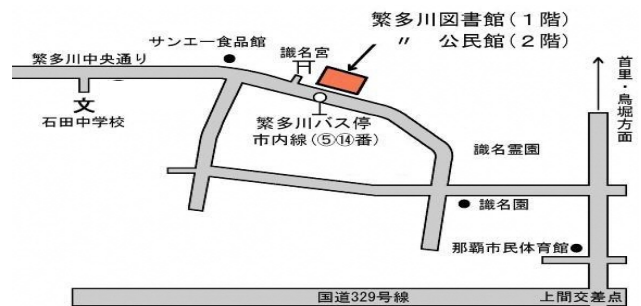 繁多川図書館(1階)
〃 公民館(2階)
サンエー食品館
識名宮
繁多川中央通り
文
石田中学校
繁多川バス停
市内線(⑤⑭番)
首里・鳥堀方面
識名霊園
識名園
那覇市民体育館
国道329号線
上間交差点